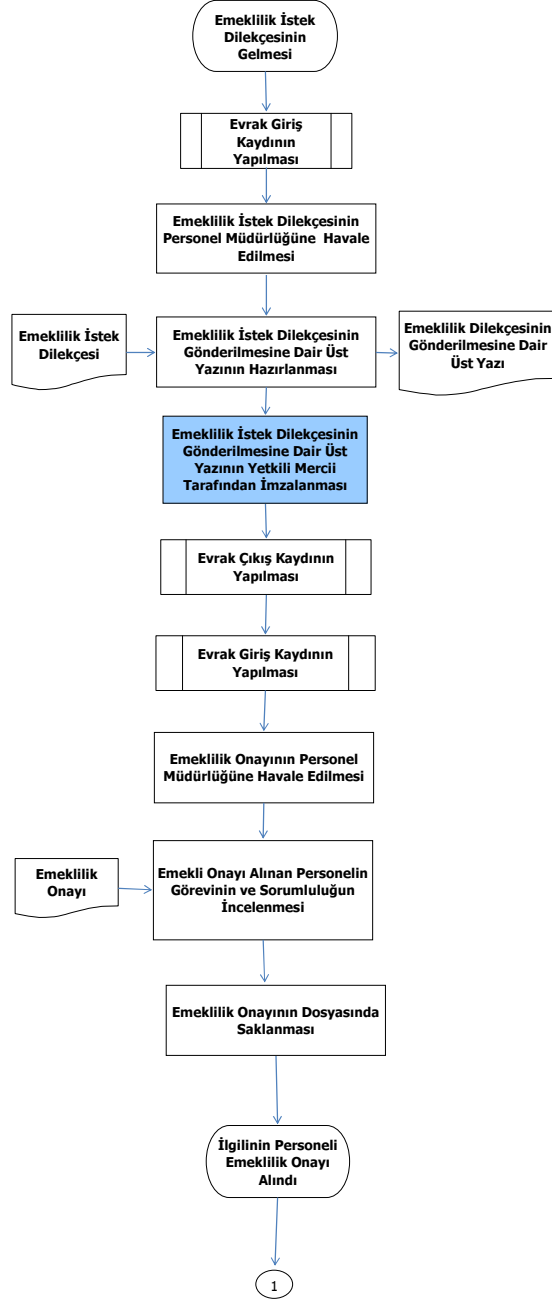 Emeklilik İstek
Dilekçesinin
Gelmesi
Evrak Giriş
Kaydının
Yapılması
Emeklilik İstek Dilekçesinin
Personel Müdürlüğüne Havale
Edilmesi
Emeklilik İstek
Dilekçesi
Emeklilik İstek Dilekçesinin
Gönderilmesine Dair Üst
Yazının Hazırlanması
Emeklilik Dilekçesinin
Gönderilmesine Dair
Üst Yazı
Emeklilik İstek Dilekçesinin
Gönderilmesine Dair Üst
Yazının Yetkili Mercii
Tarafından İmzalanması
Evrak Çıkış Kaydının
Yapılması
Evrak Giriş Kaydının
Yapılması
Emeklilik Onayının Personel
Müdürlüğüne Havale Edilmesi
Emeklilik
Onayı
Emekli Onayı Alınan Personelin
Görevinin ve Sorumluluğun
İncelenmesi
Emeklilik Onayının Dosyasında
Saklanması
İlgilinin Personeli
Emeklilik Onayı
Alındı
1